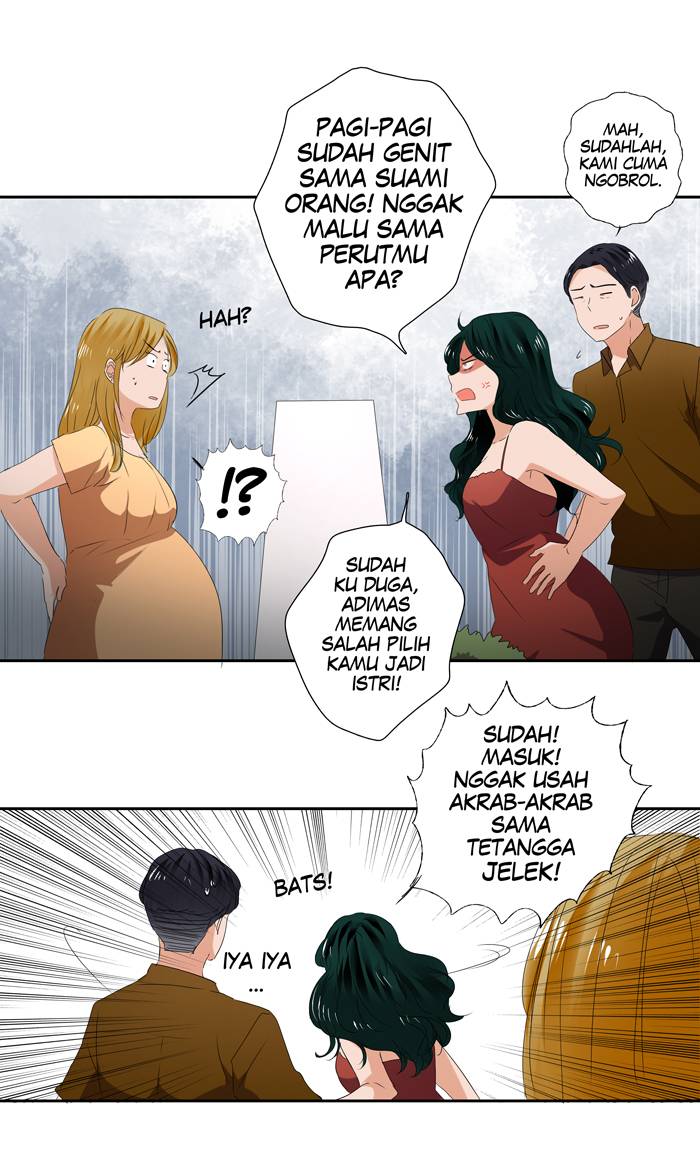 PAGI-PAGI
SUDAH GENIT
SAMA SUAMI
ORANG! NGGAK
MALU SAMA
PERUTMU
APA?
MAH,
SUDAHLAH,
KAMI CUMA
NGOBROL.
HAH?
!?
SUDAH
KU DUGA,
ADIMAS
MEMANG
SALAH PILIH
KAMU JADI
ISTRI!
SUDAH!
MASUK!
NGGAK USAH
AKRAB-AKRAB
SAMA
TETANGGA
JELEK!
BATS!
IYA IYA
...